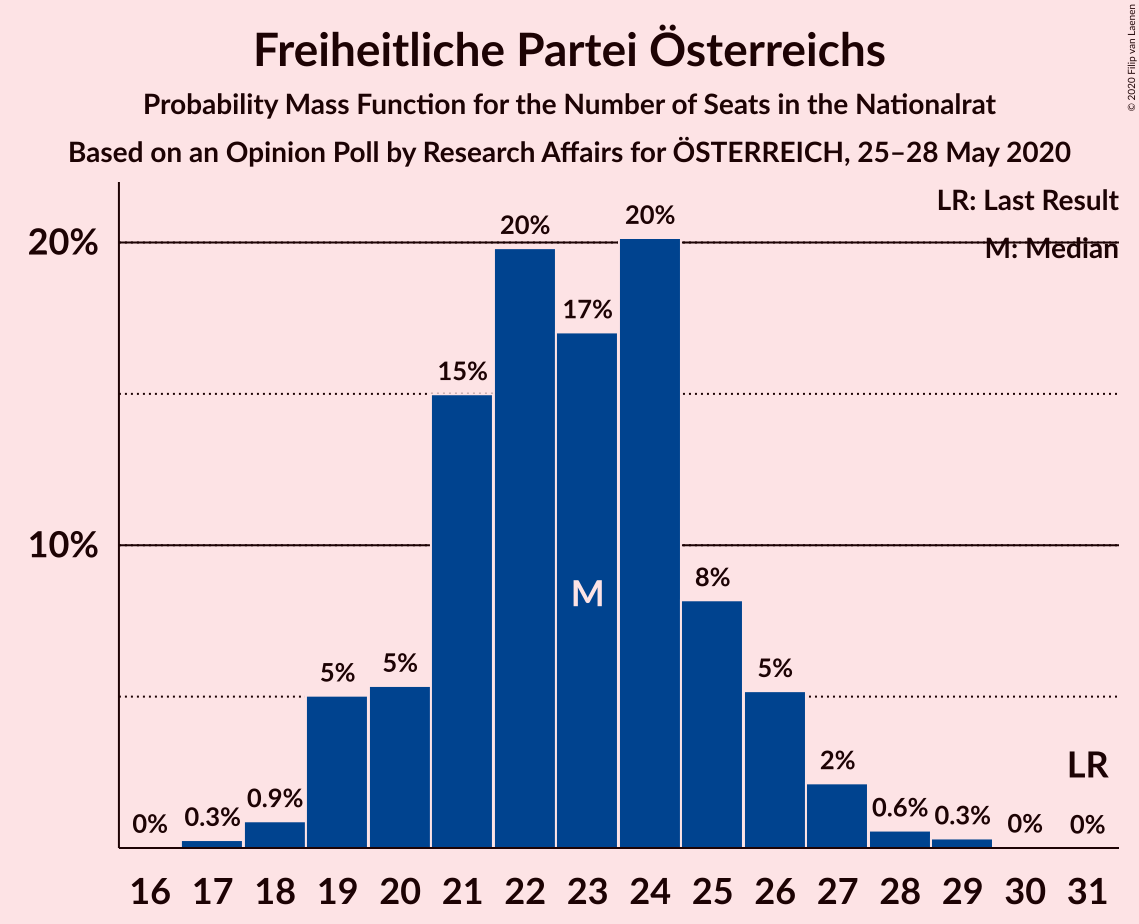 Freiheitliche Partei Österreichs
Probability Mass Function for the Number of Seats in the Nationalrat
Based on an Opinion Poll by Research Affairs for ÖSTERREICH, 25–28 May 2020
© 2020 Filip van Laenen
LR: Last Result
M: Median
20%
10%
0%
0.3%
0.9%
5%
5%
15%
20%
17%
20%
8%
5%
2%
0.6%
0.3%
0%
0%
M
LR
16 17 18 19 20 21 22 23 24 25 26 27 28 29 30 31